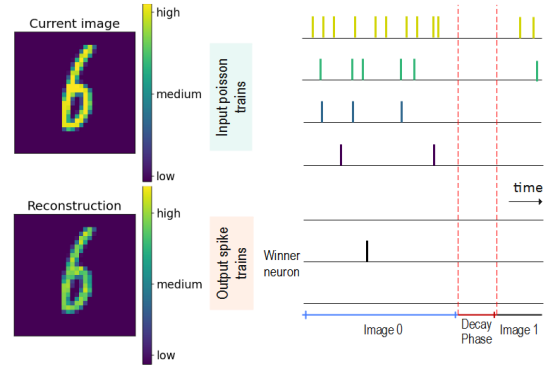 Current image
high
medium
low
Reconstruction
high
medium
low
Input poisson
trains
Output spike
trains
Winner
neuron
time
Image 0
Decay
Phase
Image 1